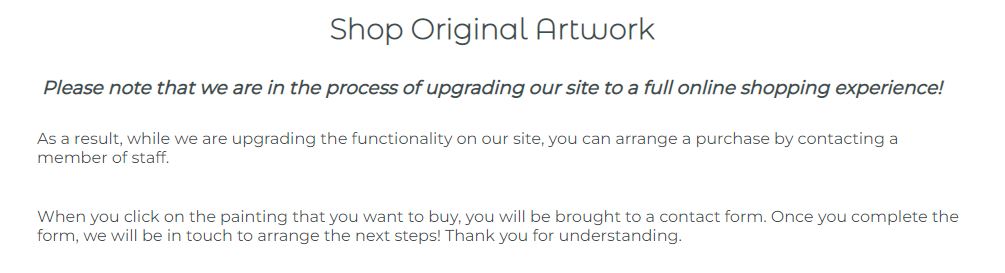 Shop Original Artwork
Please note that we are in the process of upgrading our site to a full online shopping experience!
As a result, while we are upgrading the functionality on our site, you can arrange a purchase by contacting a
member of staff.
When you click on the painting that you want to buy, you will be brought to a contact form. Once you complete the
form, we will be in touch to arrange the next steps! Thank you for understanding.